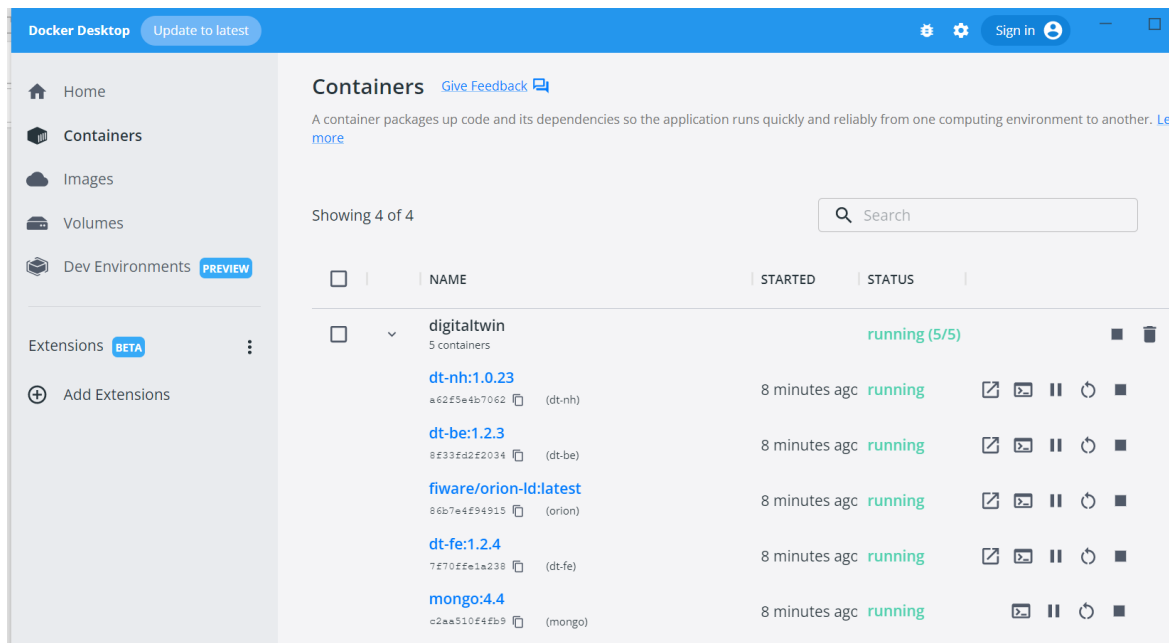 Docker Desktop Update to latest Sign in
Home
Containers
Images
Volumes
Dev Environments PREVIEW
Extensions BETA
Add Extensions
Containers Give Feedback
A container packages up code and its dependencies so the application runs quickly and reliably from one computing environment to another. Le
more
Showing 4 of 4 Search
NAME STARTED STATUS
digitaltwin running (5/5)
5 containers
dt-nh:1.0.23 8 minutes ago running
a62f5e4b7062 (dt-nh)
dt-be:1.2.3 8 minutes ago running
8f33fd2f2034 (dt-be)
fiware/orion-ld:latest 8 minutes ago running
86b7e4f94915 (orion)
dt-fe:1.2.4 8 minutes ago running
7f70ffe1a238 (dt-fe)
mongo:4.4 8 minutes ago running
c2aa510f4fb9 (mongo)